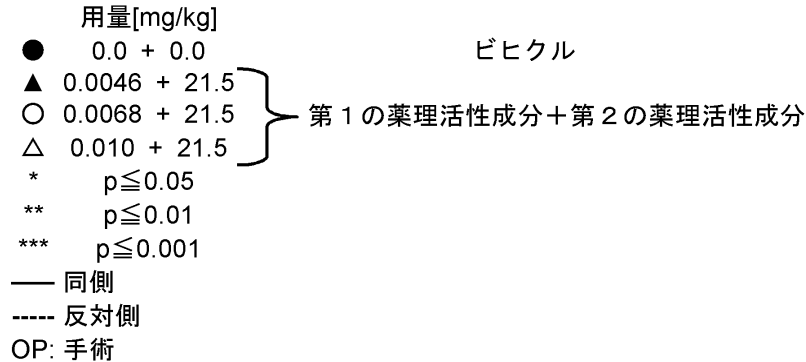 用量[mg/kg]
● 0.0 + 0.0 ビヒクル
▲ 0.0046 + 21.5
○ 0.0068 + 21.5 第１の薬理活性成分＋第２の薬理活性成分
△ 0.010 + 21.5
* p≦0.05
** p≦0.01
*** p≦0.001
同側
反対側
OP: 手術